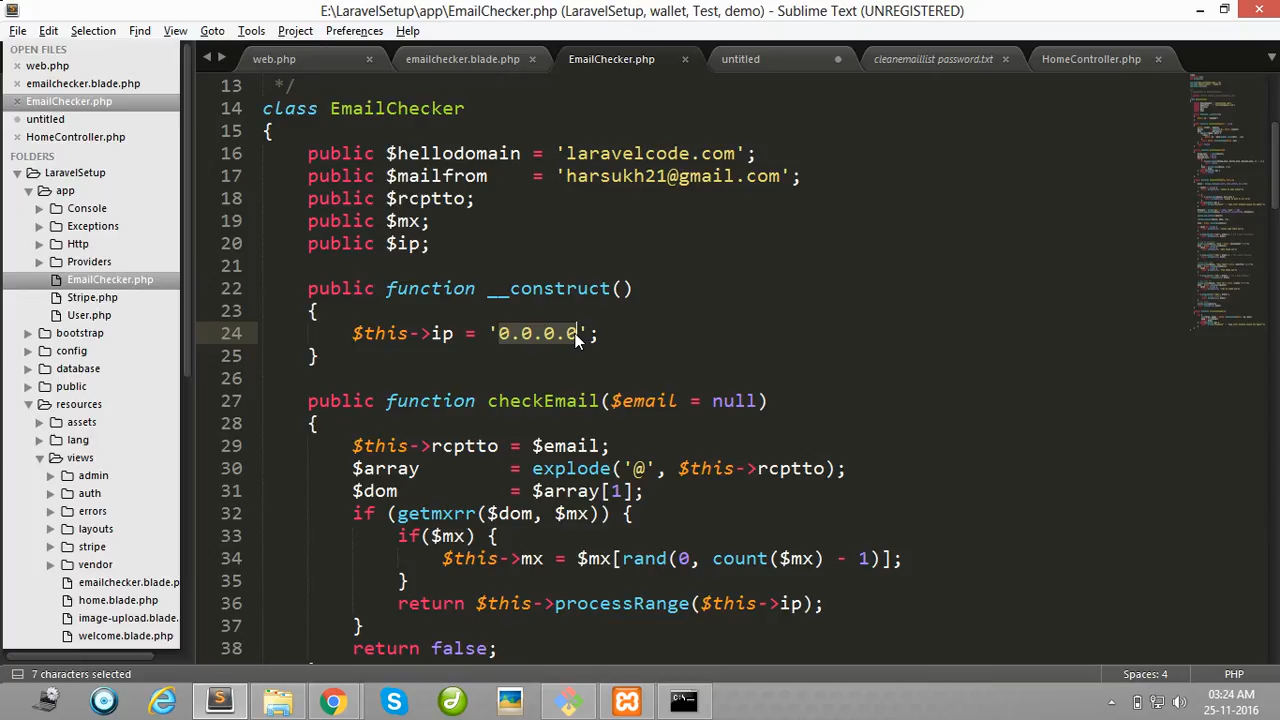 E:\LaravelSetup\app\EmailChecker.php (LaravelSetup, wallet, Test, demo) - Sublime Text (UNREGISTERED)
File Edit Selection Find View Goto Tools Project Preferences Help
OPEN FILES
web.php
emailchecker.blade.php
EmailChecker.php
untitled
HomeController.php
FOLDERS
LaravelSetup
app
Console
Exceptions
Http
Providers
EmailChecker.php
Stripe.php
User.php
bootstrap
config
database
public
resources
assets
lang
views
admin
auth
errors
layouts
stripe
vendor
emailchecker.blade.p
home.blade.php
image-upload.blade.
welcome.blade.php
web.php emailchecker.blade.php EmailChecker.php untitled cleanemaillist password.txt HomeController.php
13 */
14 class EmailChecker
15 {
16 public $hellodomain = 'laravelcode.com';
17 public $mailfrom = 'harsukh21@gmail.com';
18 public $rcptto;
19 public $mx;
20 public $ip;
21
22 public function __construct()
23 {
24 $this->ip = '0.0.0.0';
25 }
26
27 public function checkEmail($email = null)
28 {
29 $this->rcptto = $email;
30 $array = explode('@', $this->rcptto);
31 $dom = $array[1];
32 if (getmxrr($dom, $mx)) {
33 if($mx) {
34 $this->mx = $mx[rand(0, count($mx) - 1)];
35 }
36 return $this->processRange($this->ip);
37 }
38 return false;
7 characters selected Spaces: 4 PHP
03:24 AM
25-11-2016